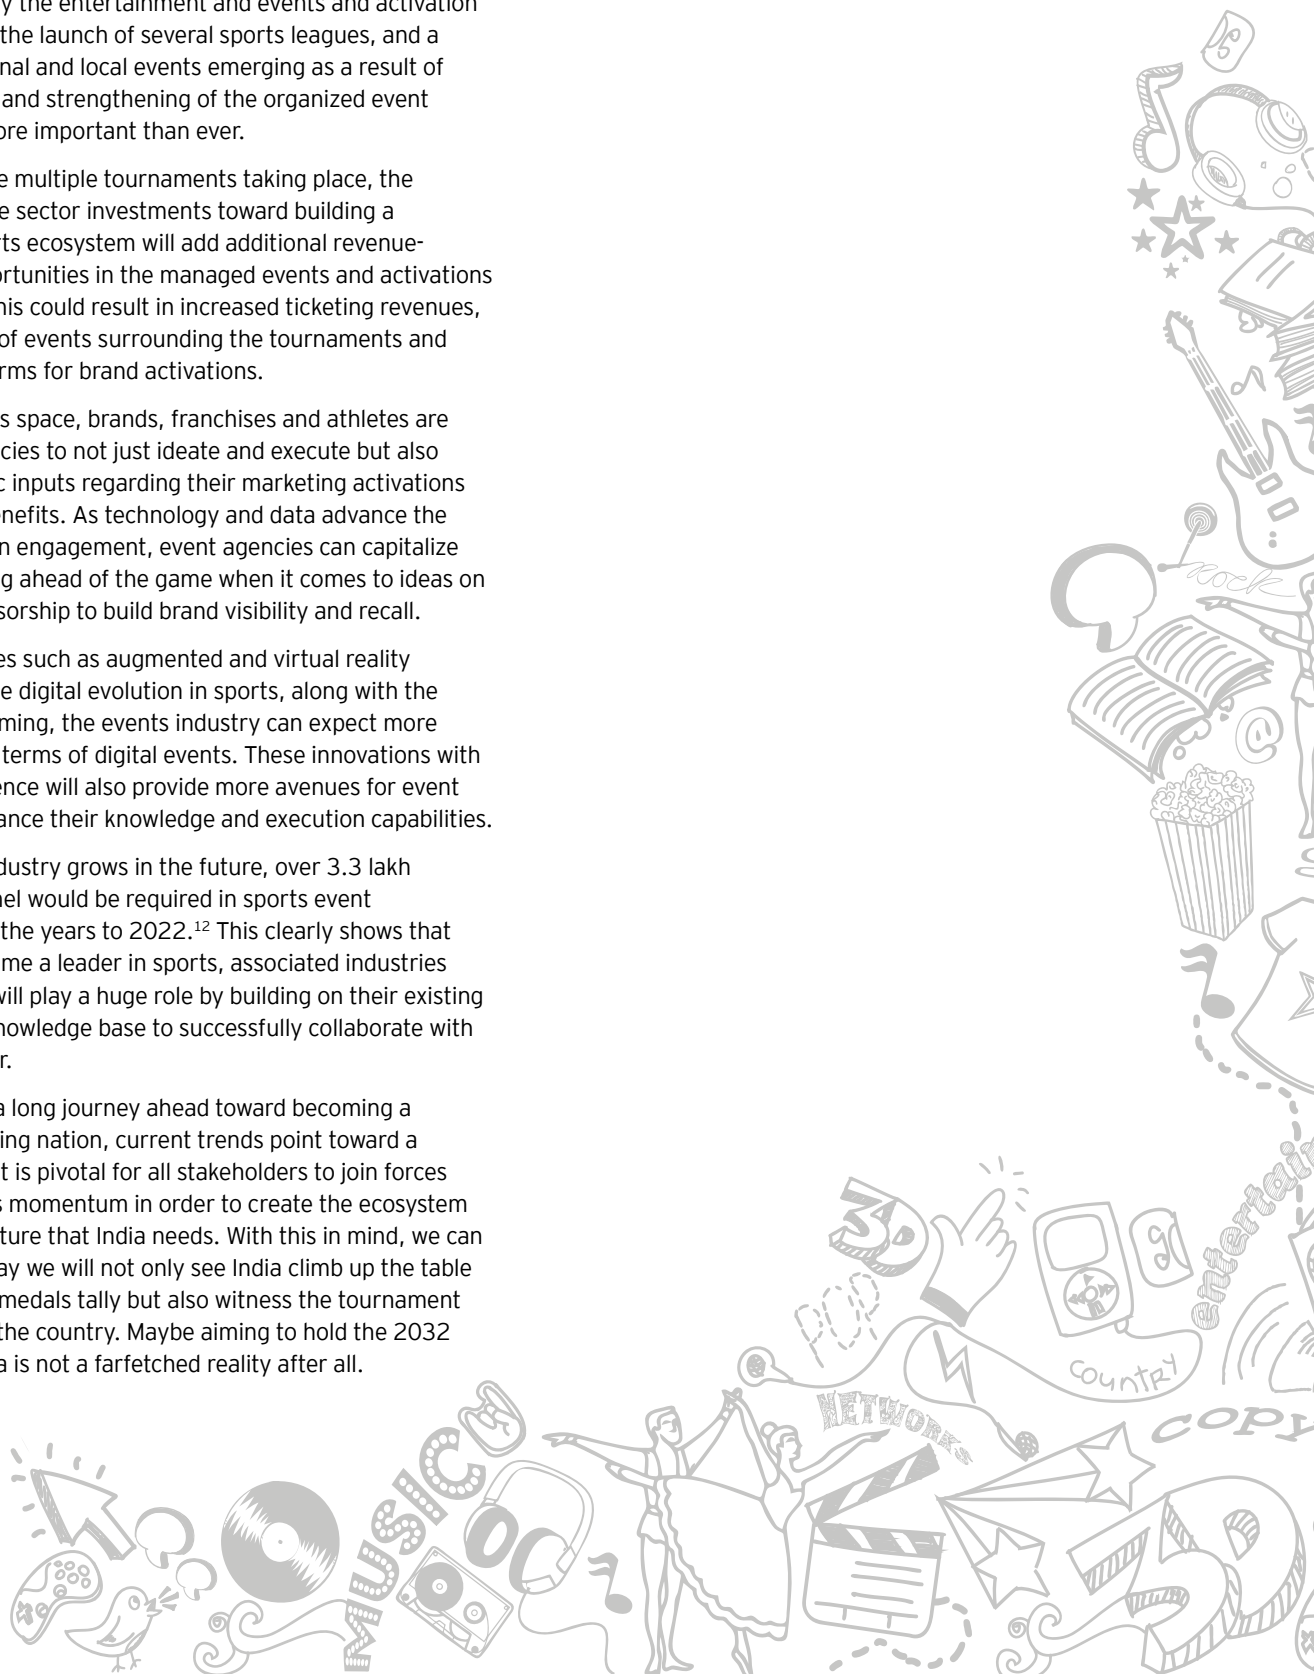 y the entertainment and events and activation
the launch of several sports leagues, and a
nal and local events emerging as a result of
and strengthening of the organized event
ore important than ever.
e multiple tournaments taking place, the
e sector investments toward building a
ts ecosystem will add additional revenue-
ortunities in the managed events and activations
his could result in increased ticketing revenues,
of events surrounding the tournaments and
rms for brand activations.
s space, brands, franchises and athletes are
cies to not just ideate and execute but also
c inputs regarding their marketing activations
enefits. As technology and data advance the
n engagement, event agencies can capitalize
g ahead of the game when it comes to ideas on
sorship to build brand visibility and recall.
es such as augmented and virtual reality
e digital evolution in sports, along with the
ming, the events industry can expect more
terms of digital events. These innovations with
ence will also provide more avenues for event
ance their knowledge and execution capabilities.
dustry grows in the future, over 3.3 lakh
nel would be required in sports event
the years to 2022.12 This clearly shows that
me a leader in sports, associated industries
will play a huge role by building on their existing
nowledge base to successfully collaborate with
r.
a long journey ahead toward becoming a
ing nation, current trends point toward a
t is pivotal for all stakeholders to join forces
s momentum in order to create the ecosystem
ture that India needs. With this in mind, we can
ay we will not only see India climb up the table
medals tally but also witness the tournament
the country. Maybe aiming to hold the 2032
a is not a farfetched reality after all.
Rock
@
3D
entertai
POP
country
NETWORKS
COPY
MUSIC
3D